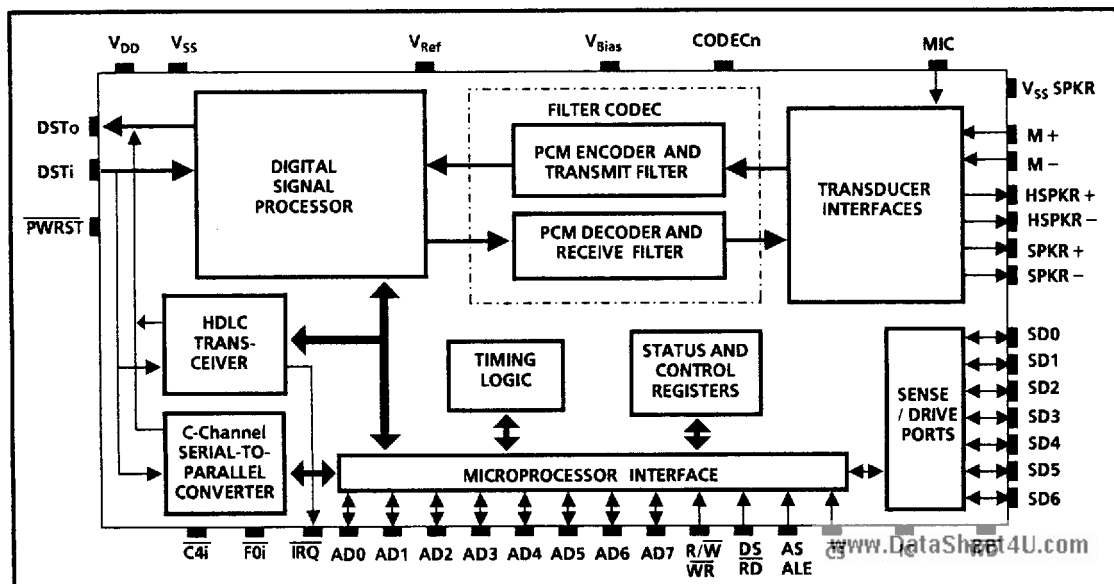 VDD VSS VRef VBias CODECn MIC
VSS SPKR
DSTo
DSTi
PWRST
DIGITAL
SIGNAL
PROCESSOR
FILTER CODEC
PCM ENCODER AND
TRANSMIT FILTER
PCM DECODER AND
RECEIVE FILTER
TRANSDUCER
INTERFACES
M +
M −
HSPKR +
HSPKR −
SPKR +
SPKR −
HDLC
TRANS-
CEIVER
TIMING
LOGIC
STATUS AND
CONTROL
REGISTERS
SENSE
/ DRIVE
PORTS
SD0
SD1
SD2
SD3
SD4
SD5
SD6
C-Channel
SERIAL-TO-
PARALLEL
CONVERTER
MICROPROCESSOR INTERFACE
C4i F0i IRQ AD0 AD1 AD2 AD3 AD4 AD5 AD6 AD7 R/W DS AS CS IC
WR RD ALE
www.DataSheet4U.com